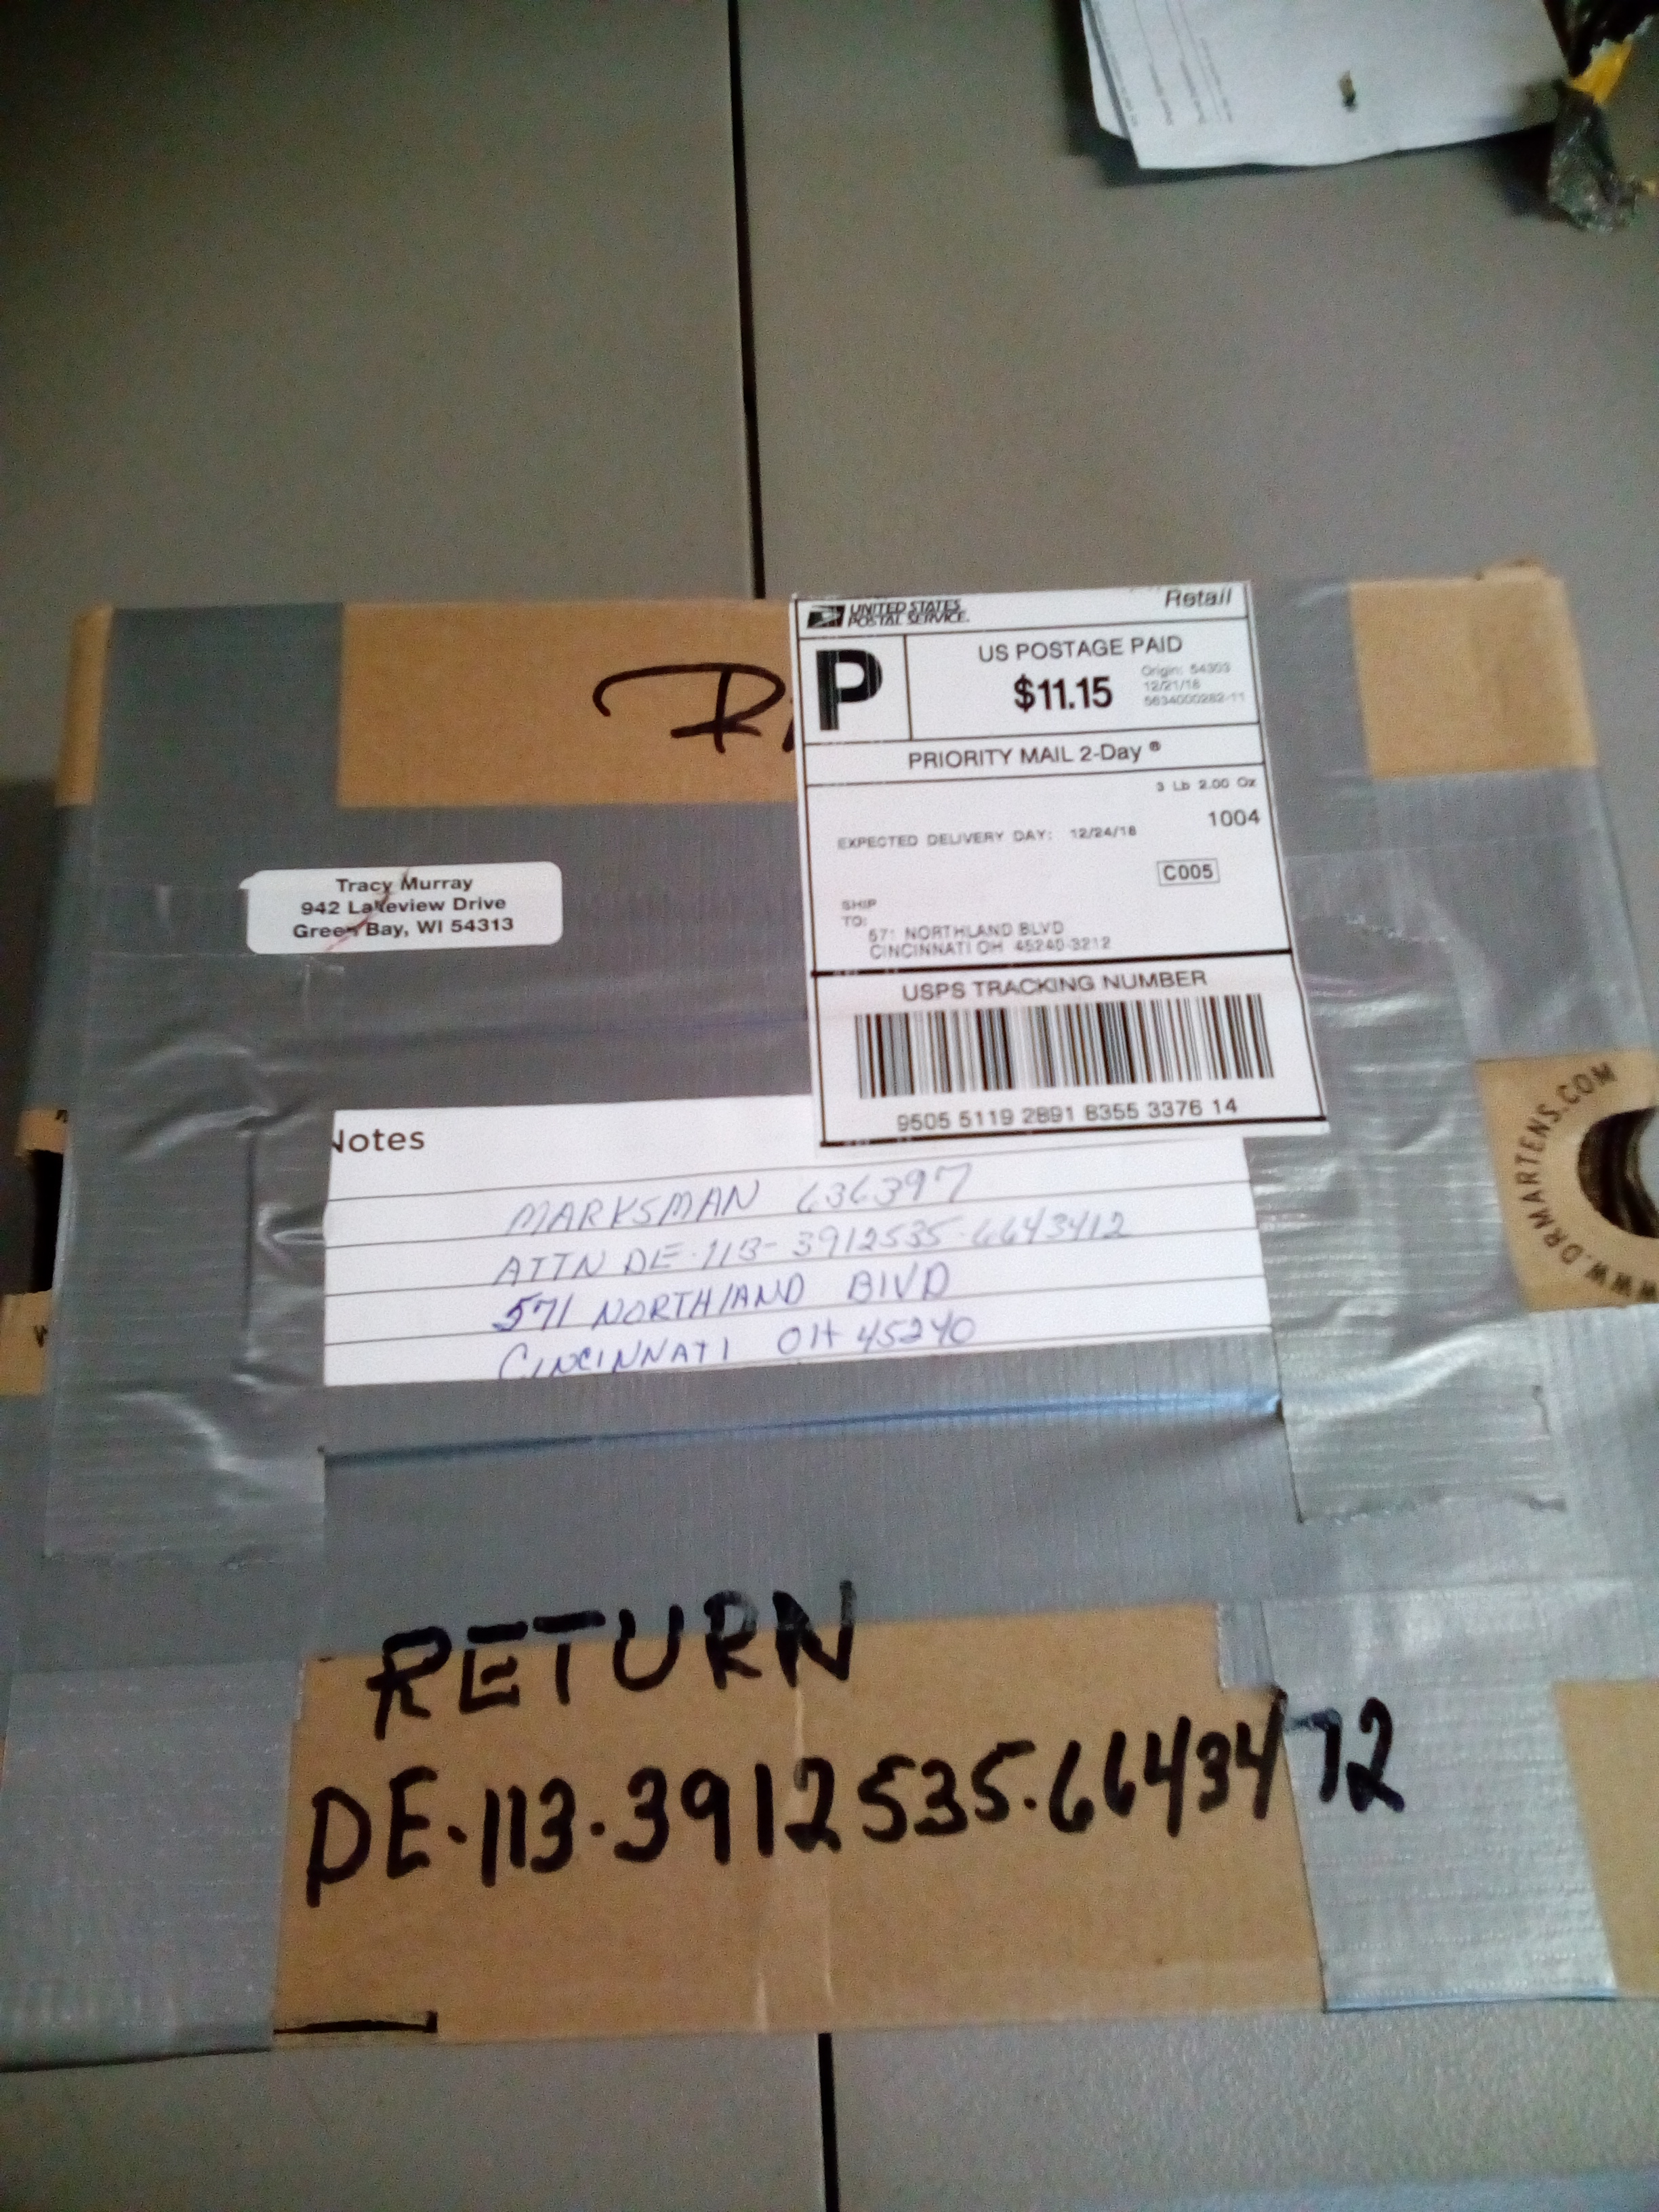 UNITED STATES
POSTAL SERVICE.
Retail
P
US POSTAGE PAID
$11.15
Origin: 54303
12/21/18
5634000282-11
PRIORITY MAIL 2-Day ®
3 Lb 2.00 Oz
1004
EXPECTED DELIVERY DAY: 12/24/18
C005
SHIP
TO:
571 NORTHLAND BLVD
CINCINNATI OH 45240-3212
USPS TRACKING NUMBER
9505 5119 2891 8355 3376 14
Tracy Murray
942 Lakeview Drive
Green Bay, WI 54313
Notes
MARKSMAN 636397
ATTN DE-113-3912535-6643412
571 NORTHLAND BLVD
CINCINNATI OH 45240
WWW.DRMARTENS.COM
RETURN
DE-113-3912535-6643472